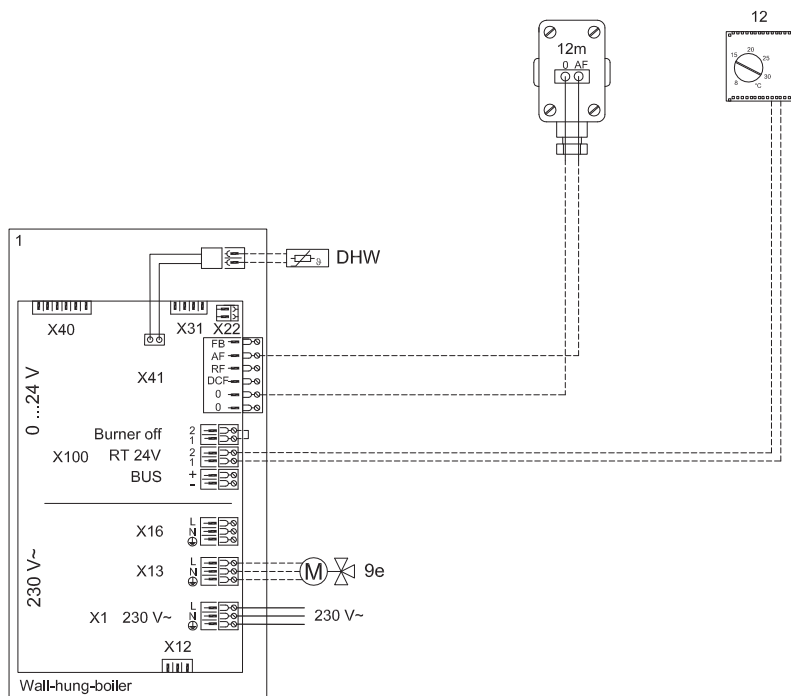 12
12m
0 AF
20
15
25
8
30
°C
1
DHW
ϑ
X40
X31
X22
X41
FB
AF
RF
DCF
0
0
0 ...24 V
Burner off
2
1
X100
RT 24V
2
1
BUS
+
-
230 V~
X16
L
N
X13
L
N
M
9e
X1
230 V~
L
N
230 V~
X12
Wall-hung-boiler